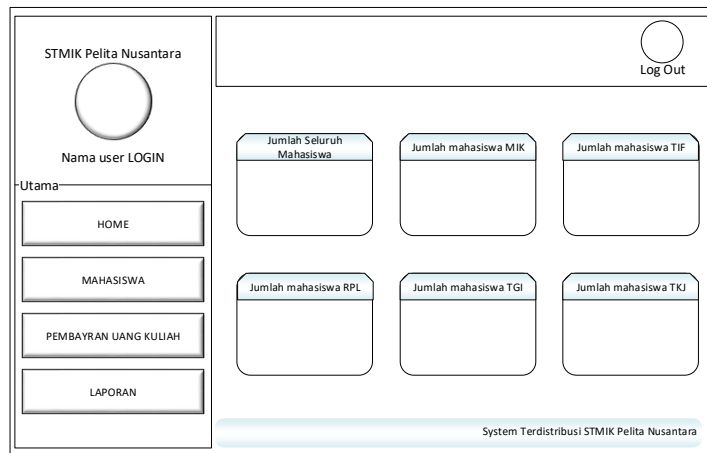 STMIK Pelita Nusantara
Nama user LOGIN
Utama
HOME
MAHASISWA
PEMBAYRAN UANG KULIAH
LAPORAN
Log Out
Jumlah Seluruh
Mahasiswa
Jumlah mahasiswa MIK
Jumlah mahasiswa TIF
Jumlah mahasiswa RPL
Jumlah mahasiswa TGI
Jumlah mahasiswa TKJ
System Terdistribusi STMIK Pelita Nusantara